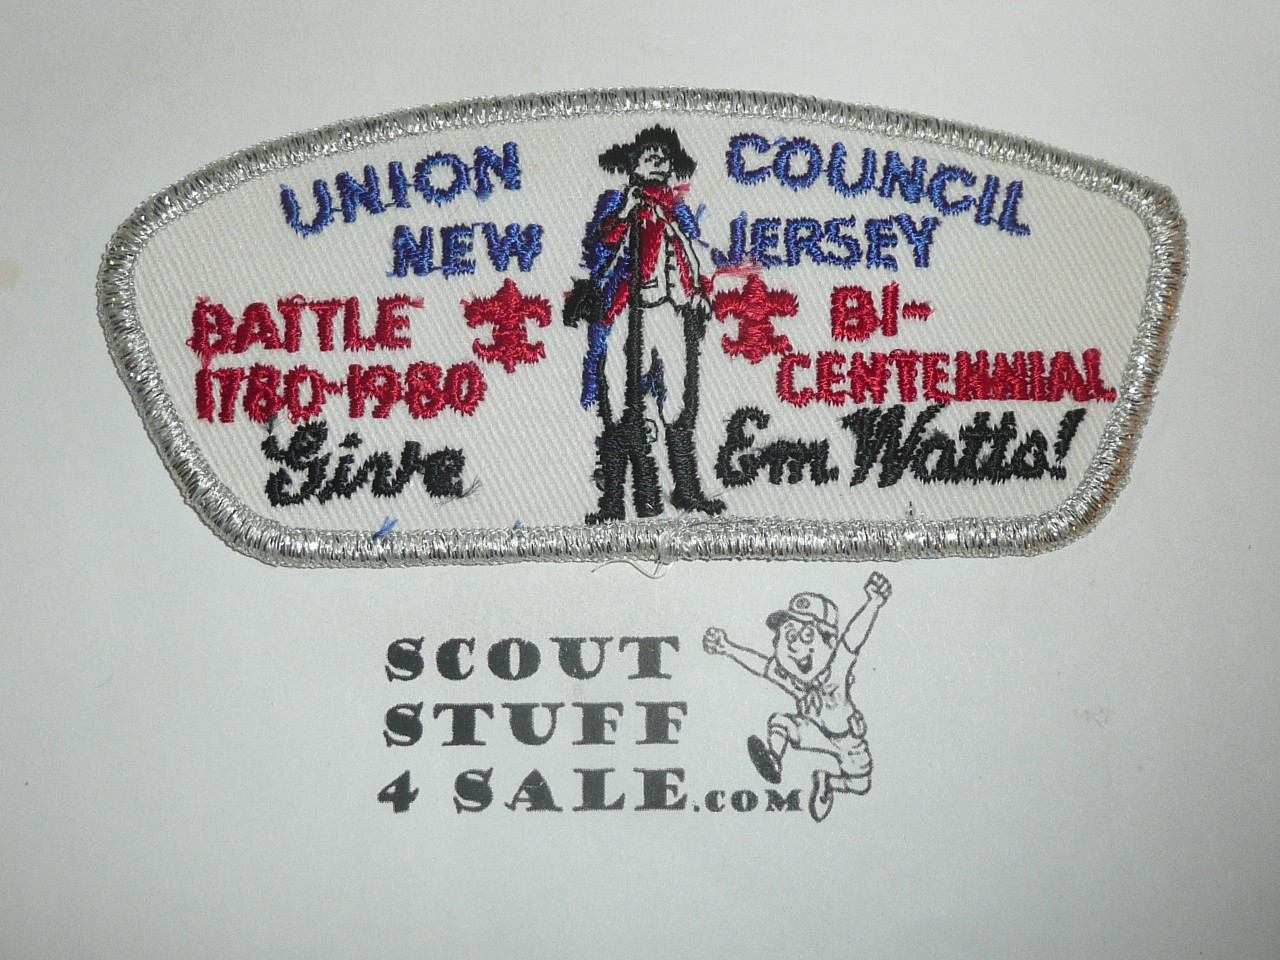 UNION COUNCIL
NEW JERSEY
BATTLE BI-
1780-1980 CENTENNIAL
Give Em Watts!
SCOUT
STUFF
4 SALE.COM